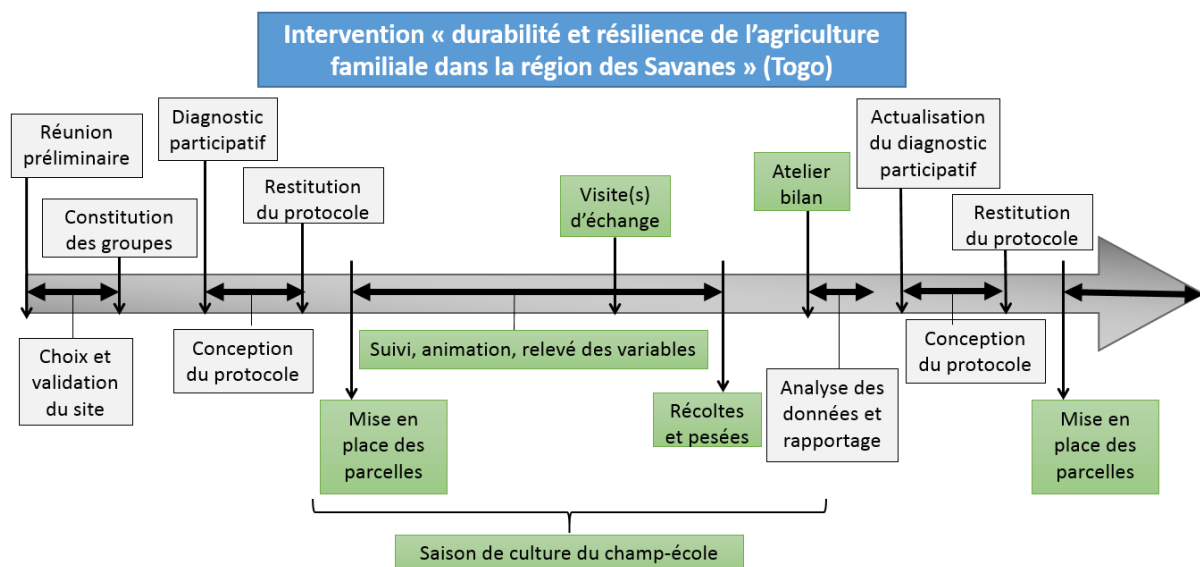 Intervention « durabilité et résilience de l’agriculture
familiale dans la région des Savanes » (Togo)
Réunion
préliminaire
Constitution
des groupes
Choix et
validation
du site
Diagnostic
participatif
Restitution
du protocole
Conception
du protocole
Mise en
place des
parcelles
Suivi, animation, relevé des variables
Visite(s)
d’échange
Récoltes
et pesées
Atelier
bilan
Analyse des
données et
rapportage
Actualisation
du diagnostic
participatif
Restitution
du protocole
Conception
du protocole
Mise en
place des
parcelles
Saison de culture du champ-école